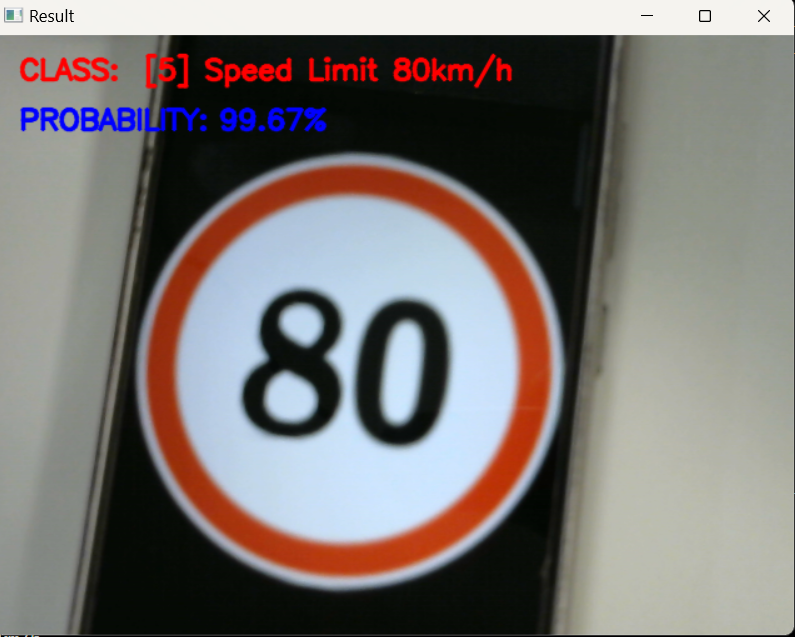 Result
CLASS: [5] Speed Limit 80km/h
PROBABILITY: 99.67%
80